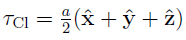 τ_Cl = a/2 (x̂ + ŷ + ẑ)